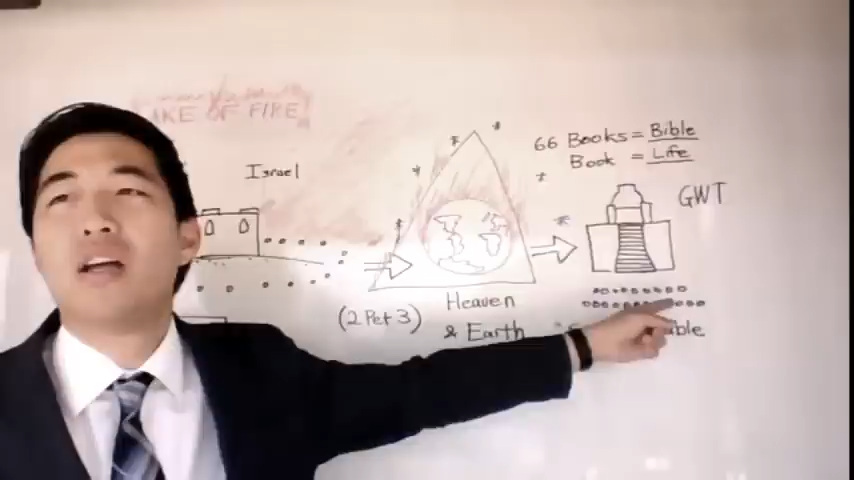 LAKE OF FIRE
Israel
66 Books = Bible
Book = Life
GWT
(2 Pet 3)
Heaven
& Earth